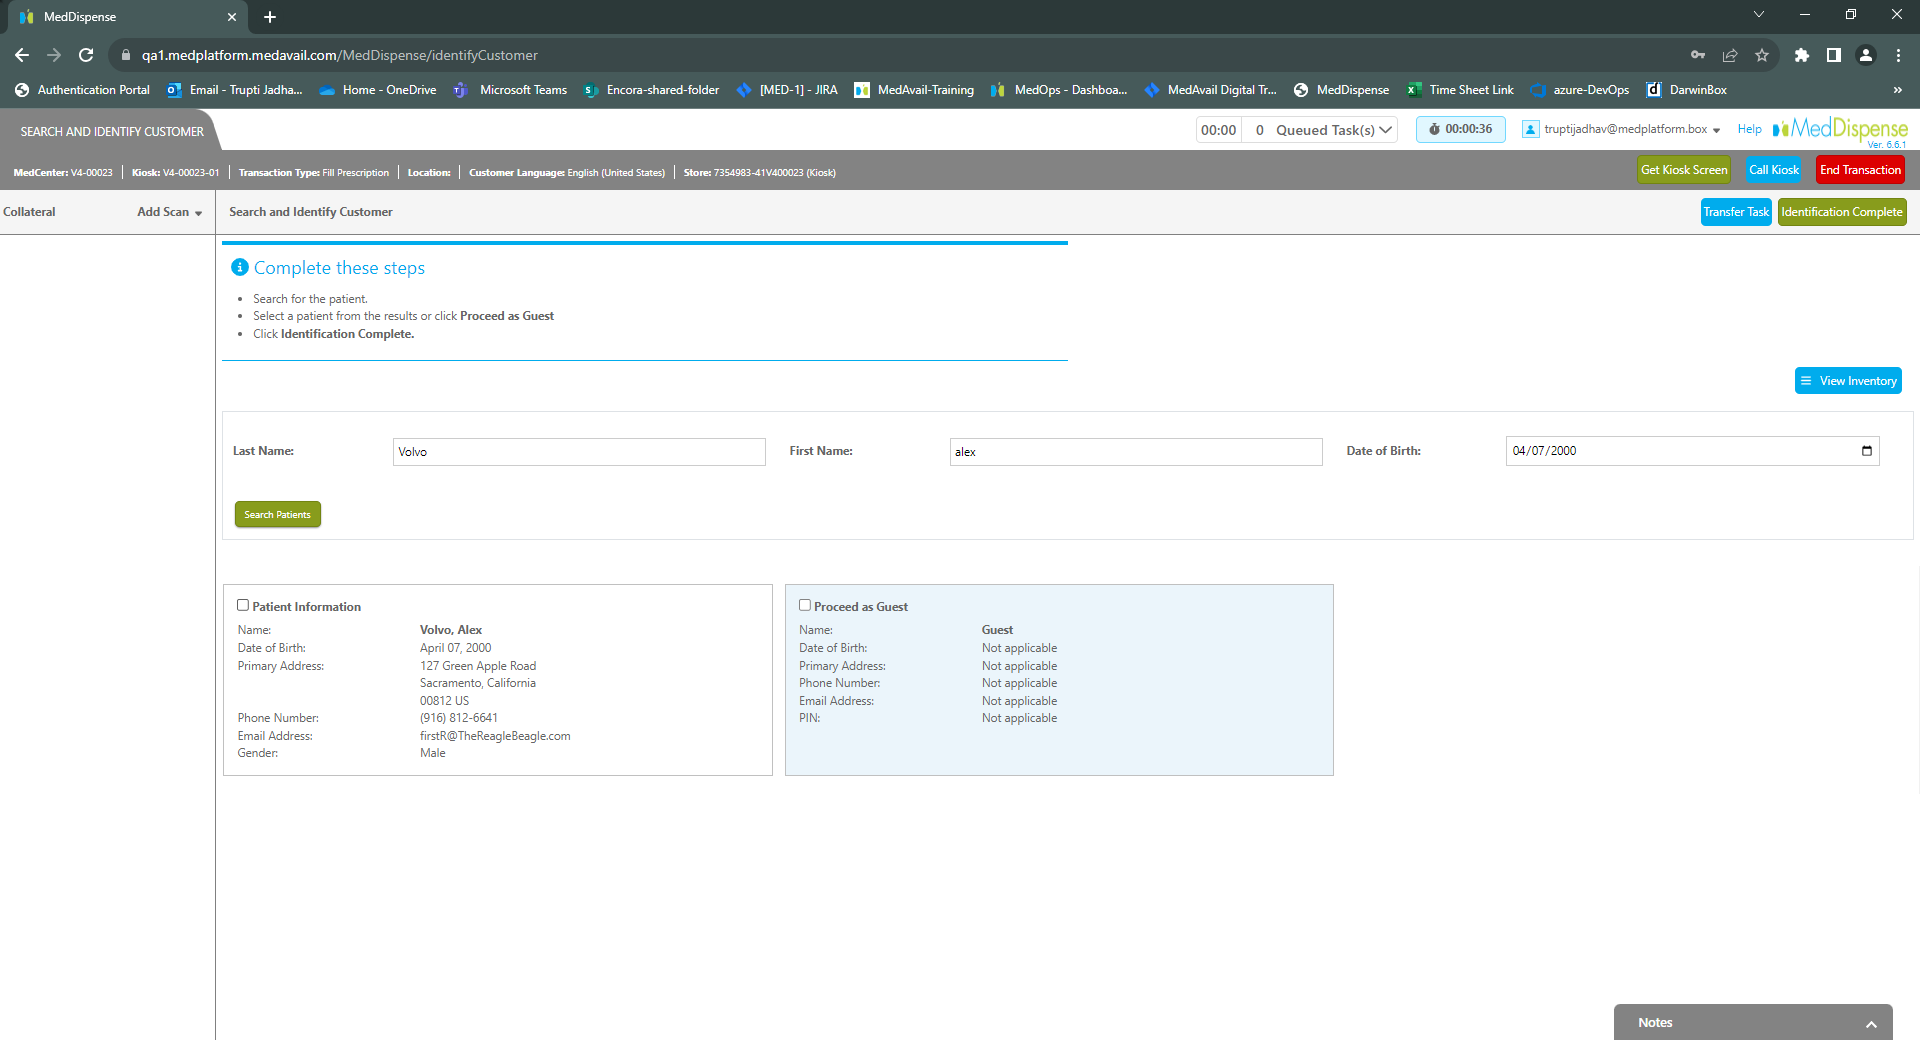 MedDispense
qa1.medplatform.medavail.com/MedDispense/identifyCustomer
Authentication Portal Email - Trupti Jadha... Home - OneDrive Microsoft Teams Encora-shared-folder [MED-1] - JIRA MedAvail-Training MedOps - Dashboa... MedAvail Digital Tr... MedDispense Time Sheet Link azure-DevOps DarwinBox »
SEARCH AND IDENTIFY CUSTOMER 00:00 0 Queued Task(s) 00:00:36 truptijadhav@medplatform.box Help MedDispense
Ver. 6.6.1
MedCenter: V4-00023 Kiosk: V4-00023-01 Transaction Type: Fill Prescription Location: Customer Language: English (United States) Store: 7354983-41V400023 (Kiosk) Get Kiosk Screen Call Kiosk End Transaction
Collateral Add Scan Search and Identify Customer Transfer Task Identification Complete
Complete these steps
• Search for the patient.
• Select a patient from the results or click Proceed as Guest
• Click Identification Complete.
View Inventory
Last Name: Volvo First Name: alex Date of Birth: 04/07/2000
Search Patients
Patient Information
Name: Volvo, Alex
Date of Birth: April 07, 2000
Primary Address: 127 Green Apple Road
Sacramento, California
00812 US
Phone Number: (916) 812-6641
Email Address: firstR@TheReagleBeagle.com
Gender: Male
Proceed as Guest
Name: Guest
Date of Birth: Not applicable
Primary Address: Not applicable
Phone Number: Not applicable
Email Address: Not applicable
PIN: Not applicable
Notes